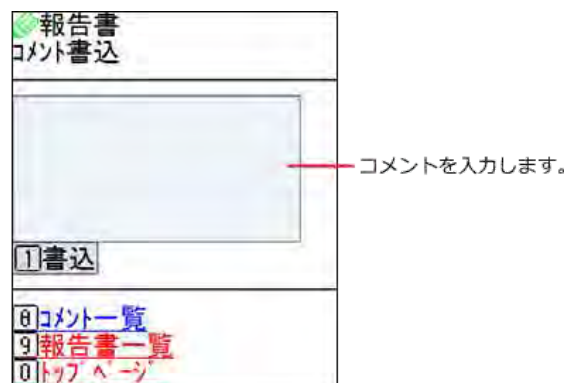 報告書
コメント書込
コメントを入力します。
1書込
8コメント一覧
9報告書一覧
0トップページ